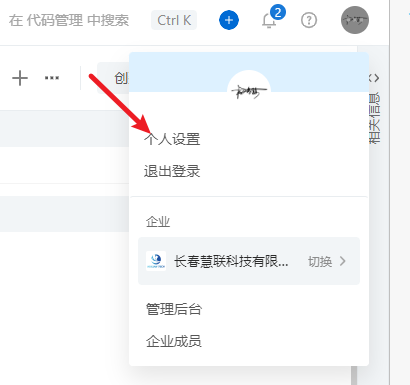 在 代码管理 中搜索 Ctrl K 2
创
相关信息
个人设置
退出登录
企业
长春慧联科技有限... 切换
管理后台
企业成员